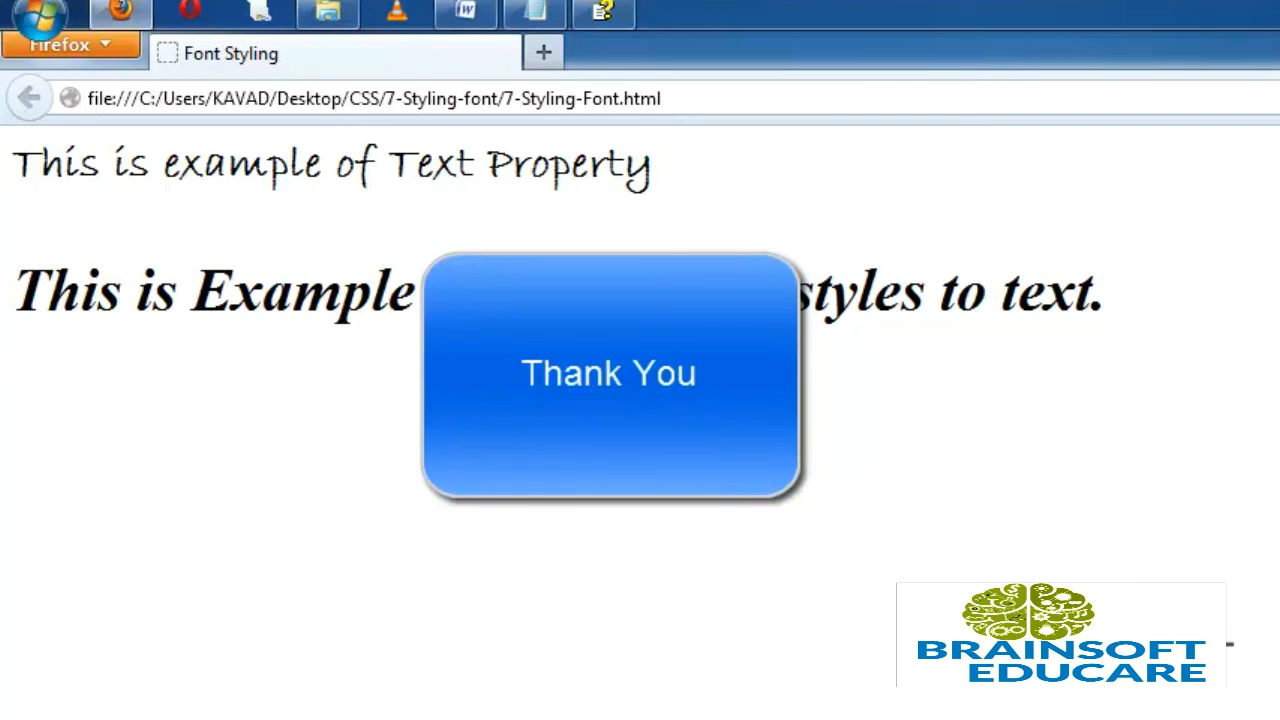 Firefox
Font Styling
file:///C:/Users/KAVAD/Desktop/CSS/7-Styling-font/7-Styling-Font.html
This is example of Text Property
This is Example styles to text.
Thank You
BRAINSOFT
EDUCARE